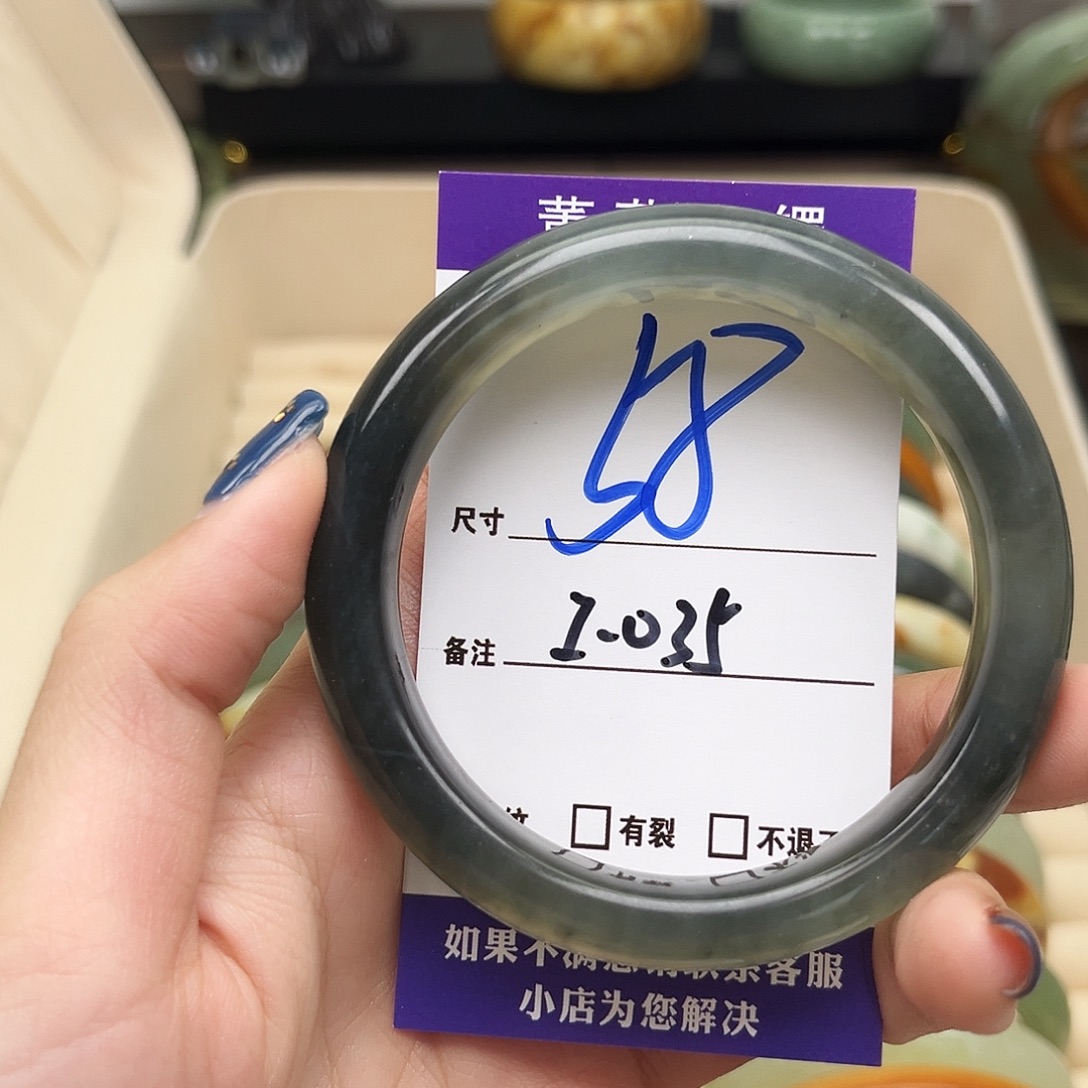 58
尺寸
I-035
备注
有裂 不退
如果不满意请联系客服
小店为您解决